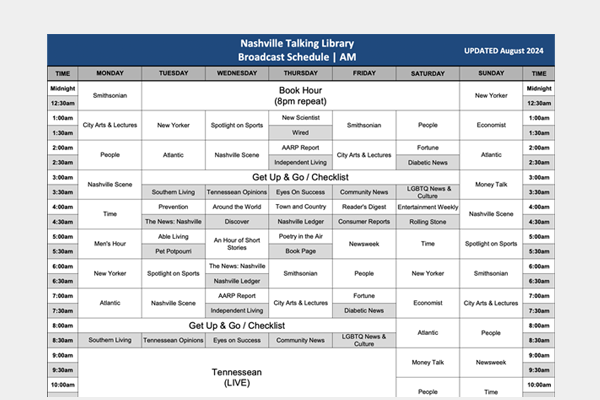 Nashville Talking Library
Broadcast Schedule | AM
UPDATED August 2024
TIME MONDAY TUESDAY WEDNESDAY THURSDAY FRIDAY SATURDAY SUNDAY TIME
Midnight Smithsonian Book Hour New Yorker Midnight
12:30am (8pm repeat) 12:30am
1:00am City Arts & Lectures New Yorker Spotlight on Sports New Scientist Smithsonian People Economist 1:00am
1:30am Wired 1:30am
2:00am People Atlantic Nashville Scene AARP Report City Arts & Lectures Fortune Atlantic 2:00am
2:30am Independent Living Diabetic News 2:30am
3:00am Nashville Scene Get Up & Go / Checklist Money Talk 3:00am
3:30am Southern Living Tennessean Opinions Eyes On Success Community News LGBTQ News & Culture 3:30am
4:00am Time Prevention Around the World Town and Country Reader's Digest Entertainment Weekly Nashville Scene 4:00am
4:30am The News: Nashville Discover Nashville Ledger Consumer Reports Rolling Stone 4:30am
5:00am Men's Hour Able Living An Hour of Short Stories Poetry in the Air Newsweek Time Spotlight on Sports 5:00am
5:30am Pet Potpourri Book Page 5:30am
6:00am New Yorker Spotlight on Sports The News: Nashville Smithsonian People New Yorker Smithsonian 6:00am
6:30am Nashville Ledger 6:30am
7:00am Atlantic Nashville Scene AARP Report City Arts & Lectures Fortune Economist City Arts & Lectures 7:00am
7:30am Independent Living Diabetic News 7:30am
8:00am Get Up & Go / Checklist Atlantic People 8:00am
8:30am Southern Living Tennessean Opinions Eyes on Success Community News LGBTQ News & Culture 8:30am
9:00am Tennessean Money Talk Newsweek 9:00am
9:30am (LIVE) 9:30am
10:00am People Time 10:00am